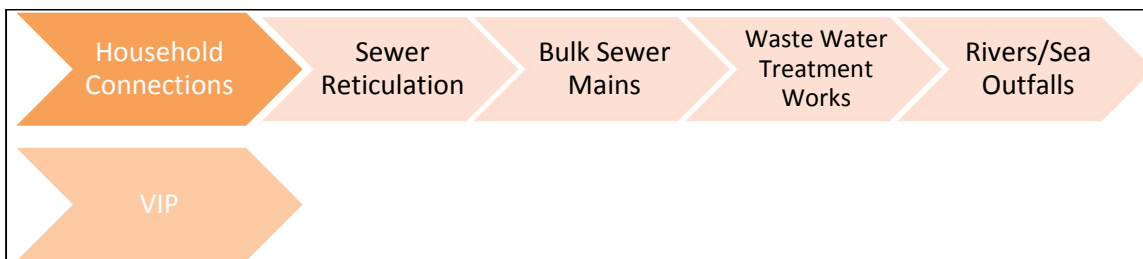 Household
Connections
Sewer
Reticulation
Bulk Sewer
Mains
Waste Water
Treatment
Works
Rivers/Sea
Outfalls
VIP